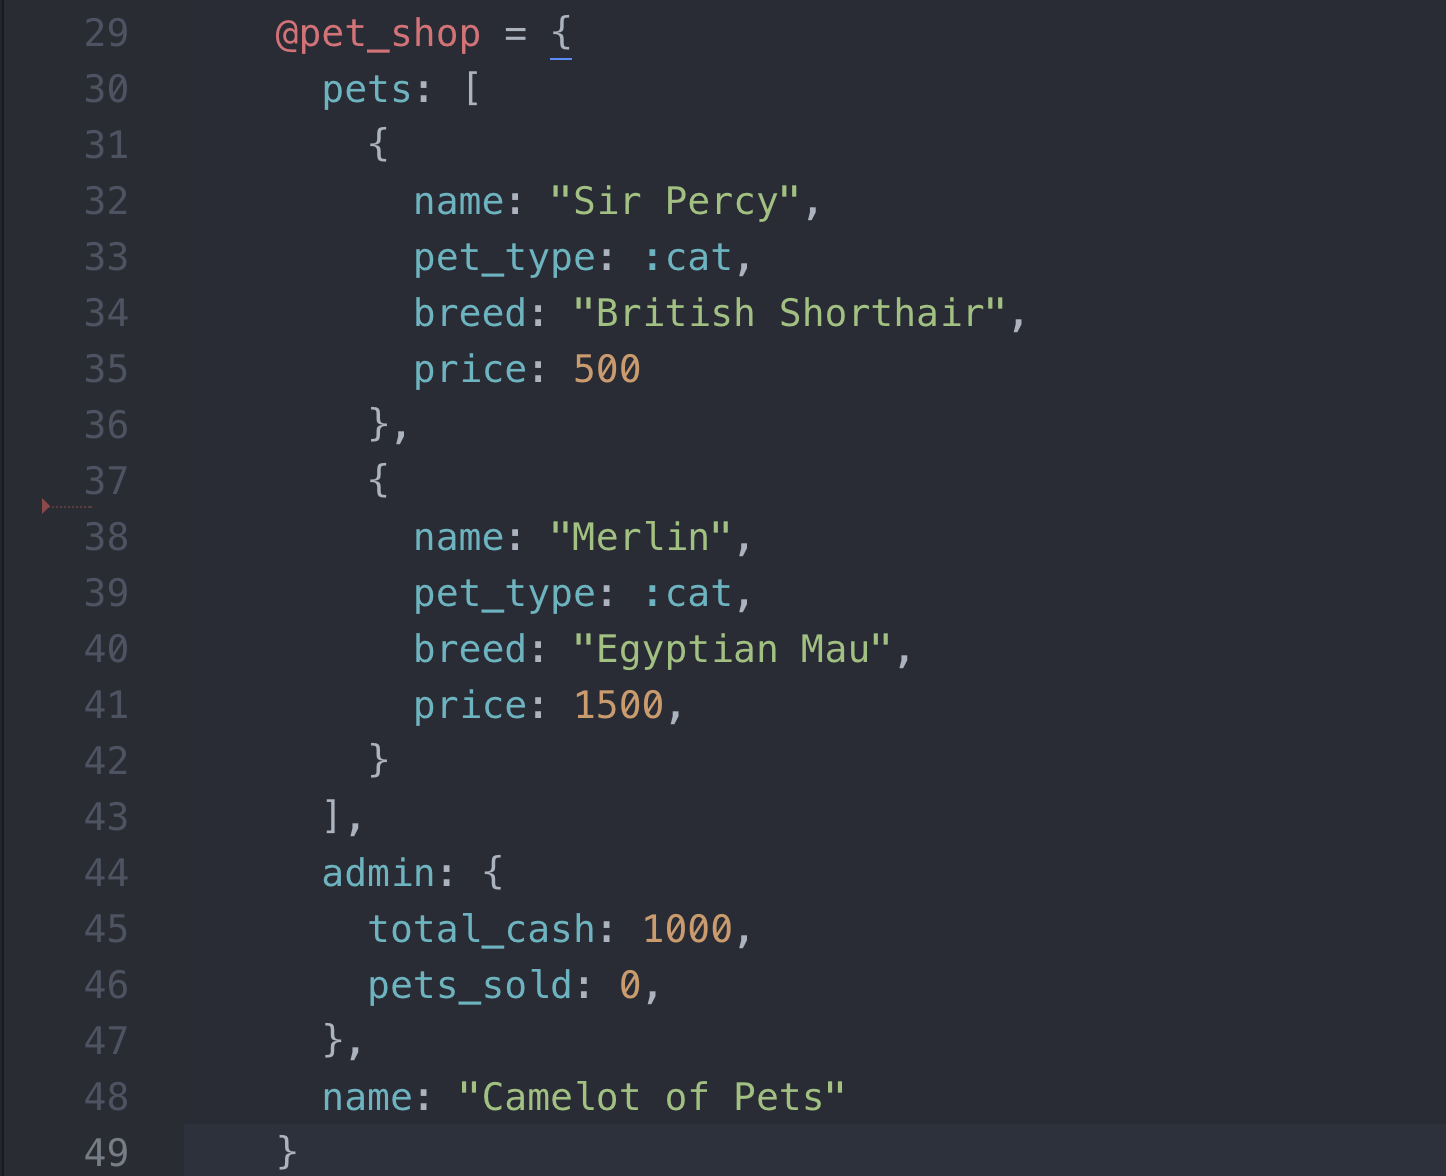 29 @pet_shop = {
30 pets: [
31 {
32 name: "Sir Percy",
33 pet_type: :cat,
34 breed: "British Shorthair",
35 price: 500
36 },
37 {
38 name: "Merlin",
39 pet_type: :cat,
40 breed: "Egyptian Mau",
41 price: 1500,
42 }
43 ],
44 admin: {
45 total_cash: 1000,
46 pets_sold: 0,
47 },
48 name: "Camelot of Pets"
49 }